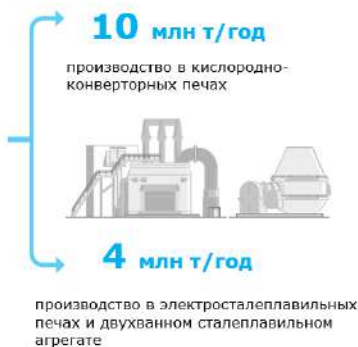 10 млн т/год
производство в кислородно-
конверторных печах
4 млн т/год
производство в электросталеплавильных
печах и двухванном сталеплавильном
агрегате